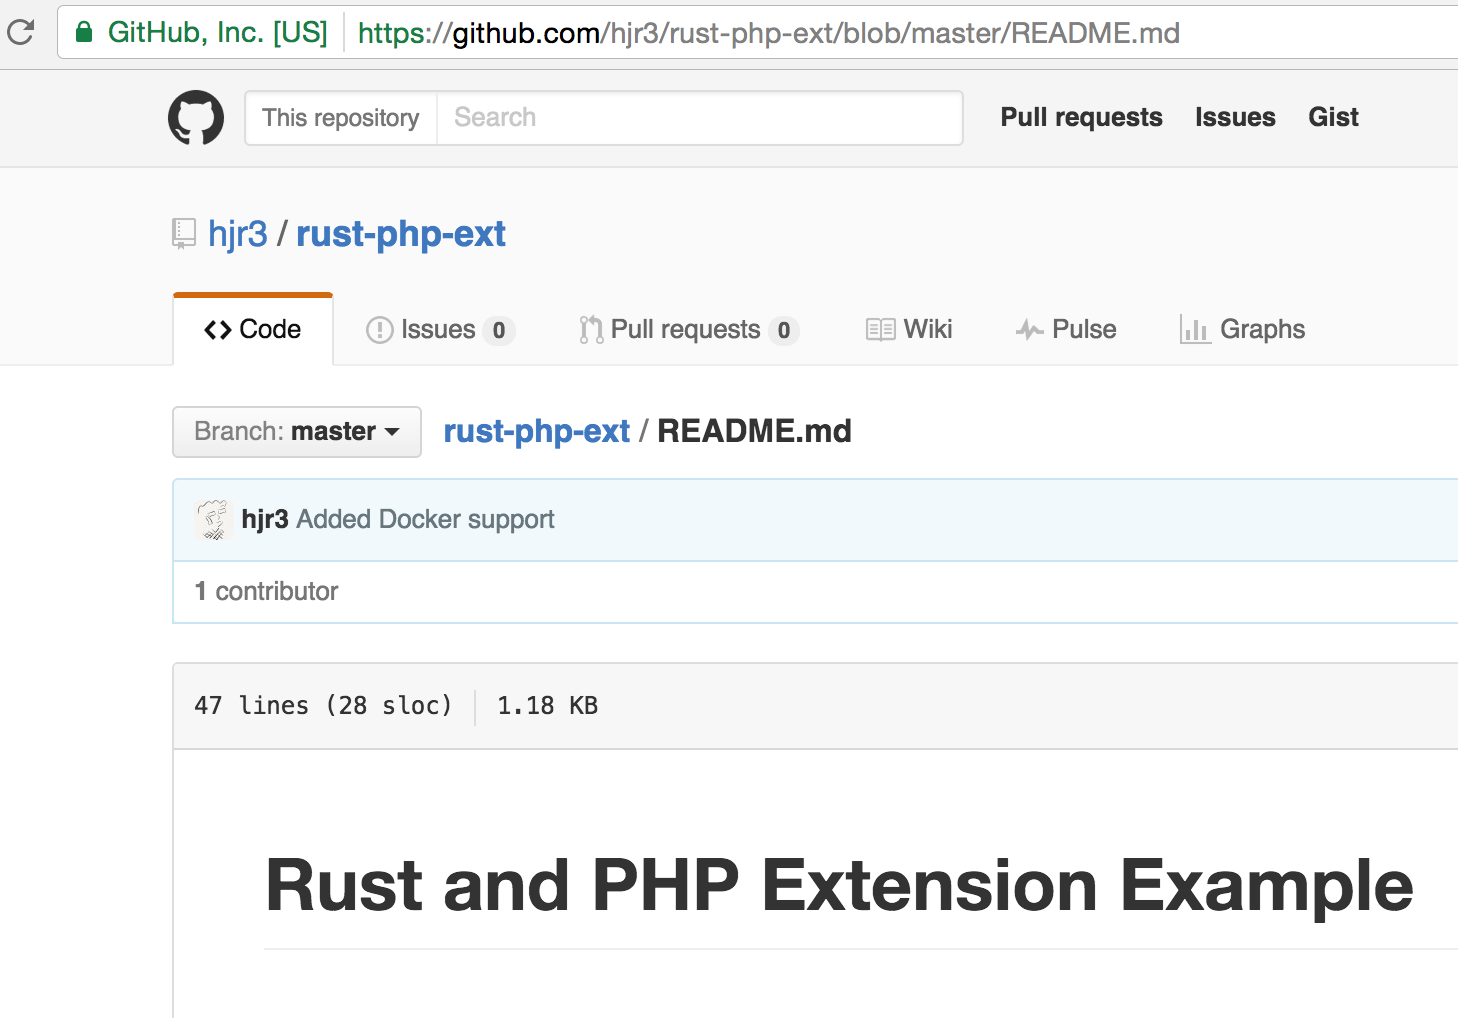 GitHub, Inc. [US] https://github.com/hjr3/rust-php-ext/blob/master/README.md
This repository Search Pull requests Issues Gist
hjr3 / rust-php-ext
Code Issues 0 Pull requests 0 Wiki Pulse Graphs
Branch: master rust-php-ext / README.md
hjr3 Added Docker support
1 contributor
47 lines (28 sloc) 1.18 KB
Rust and PHP Extension Example